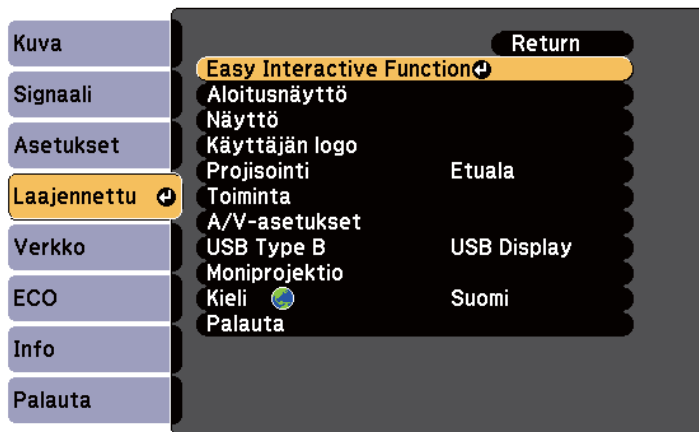 Kuva
Signaali
Asetukset
Laajennettu
Verkko
ECO
Info
Palauta
Return
Easy Interactive Function
Aloitusnäyttö
Näyttö
Käyttäjän logo
Projisointi Etuala
Toiminta
A/V-asetukset
USB Type B USB Display
Moniprojektio
Kieli Suomi
Palauta